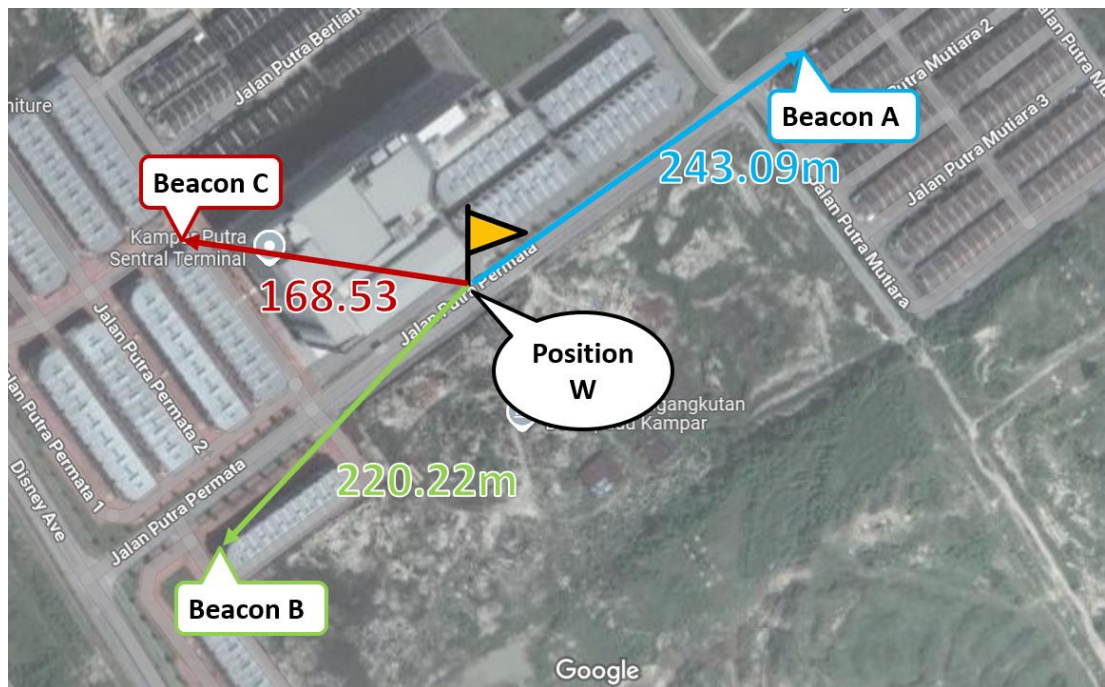 Jalan Putra Berlian
Putra Mutiara 2
Jalan Putra Mutiara 3
Beacon A
243.09m
Beacon C
Kampar Putra
Sentral Terminal
168.53
Jalan Putra Permata
Jalan Putra Mutiara
Position
W
Jalan Putra Permata 2
220.22m
Kampar
Disney Ave
Jalan Putra Permata
Beacon B
Google